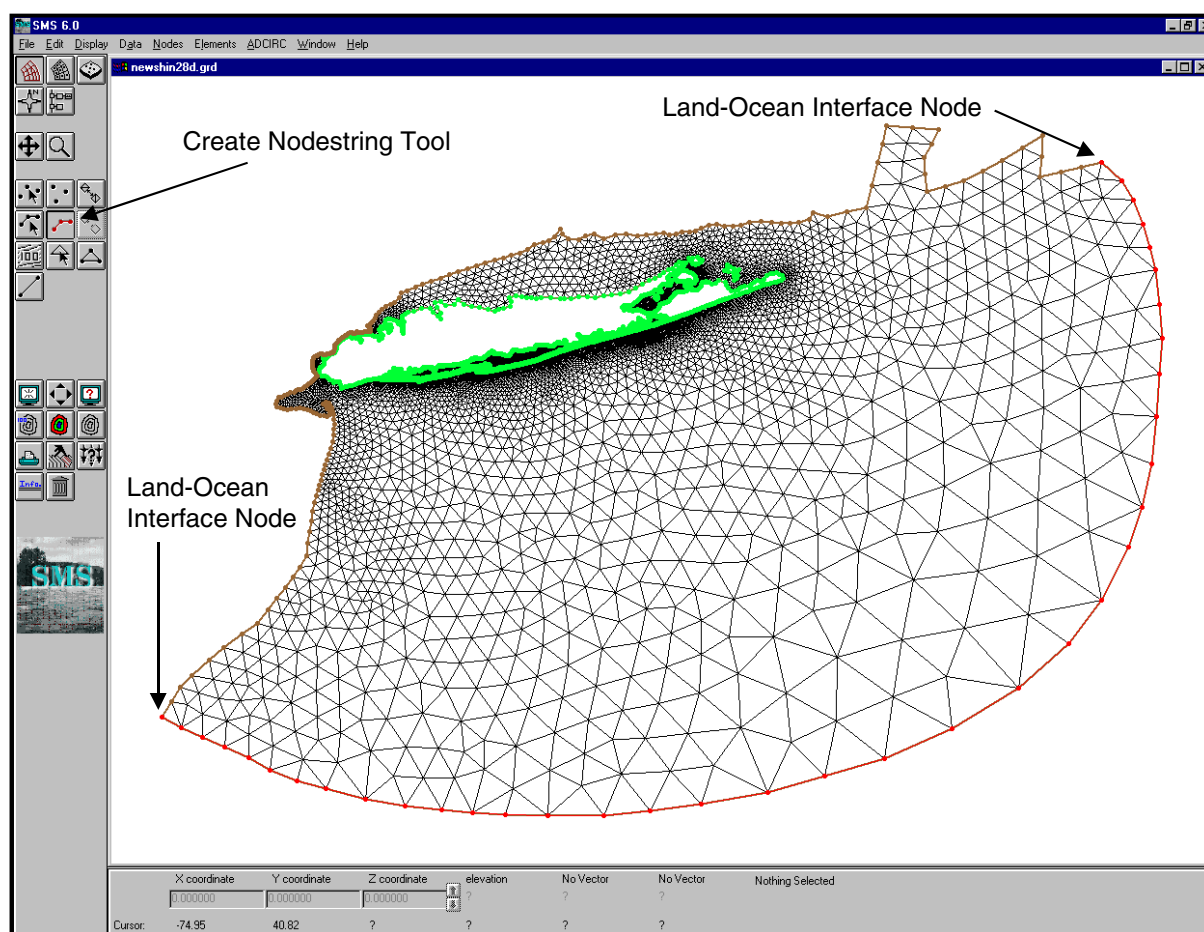 SMS 6.0
File Edit Display Data Nodes Elements ADCIRC Window Help
newshin28d.grd
Land-Ocean Interface Node
Create Nodestring Tool
Land-Ocean
Interface Node
Info.
SMS
X coordinate Y coordinate Z coordinate elevation No Vector No Vector Nothing Selected
0.000000 0.000000 0.000000 ? ? ?
Cursor: -74.95 40.82 ? ? ? ?